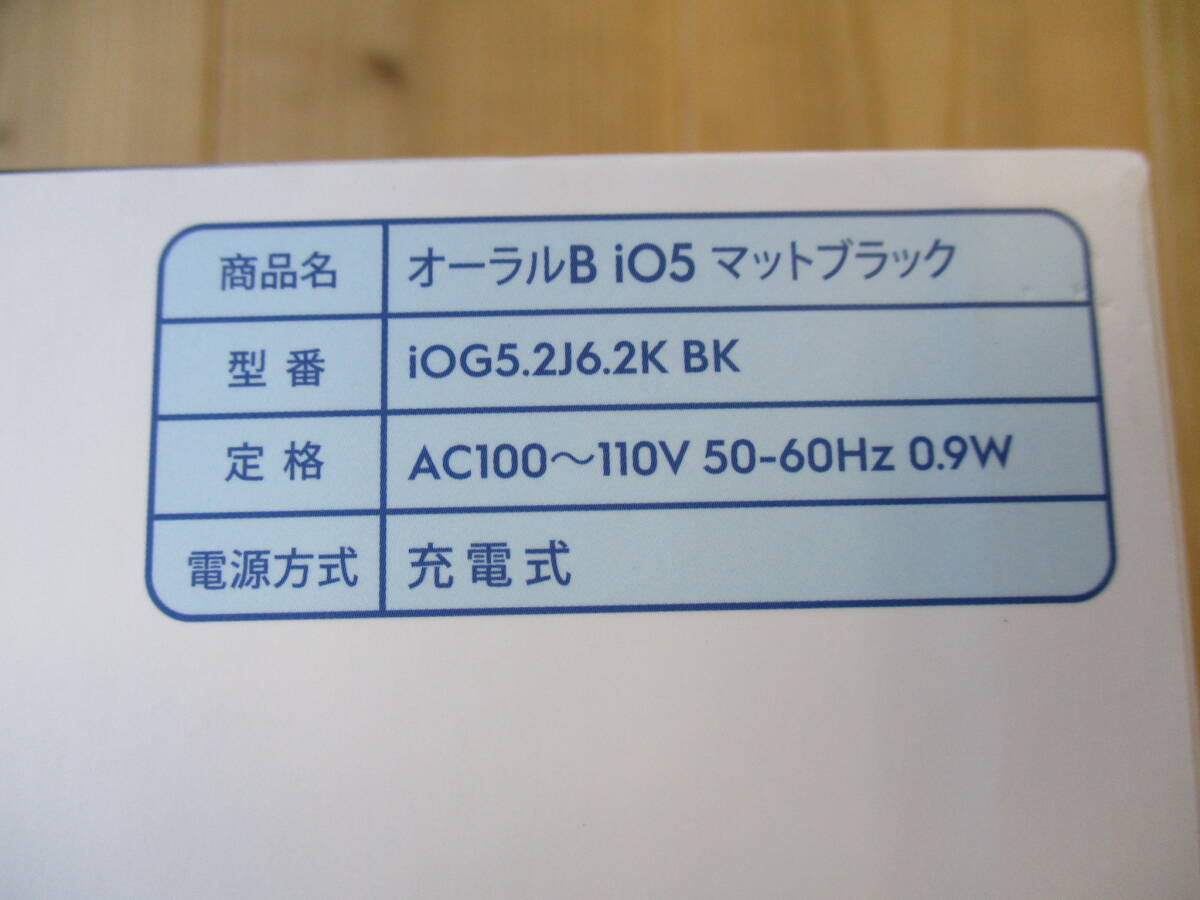 商品名 オーラルB iO5 マットブラック
型番 iOG5.2J6.2K BK
定格 AC100〜110V 50-60Hz 0.9W
電源方式 充電式